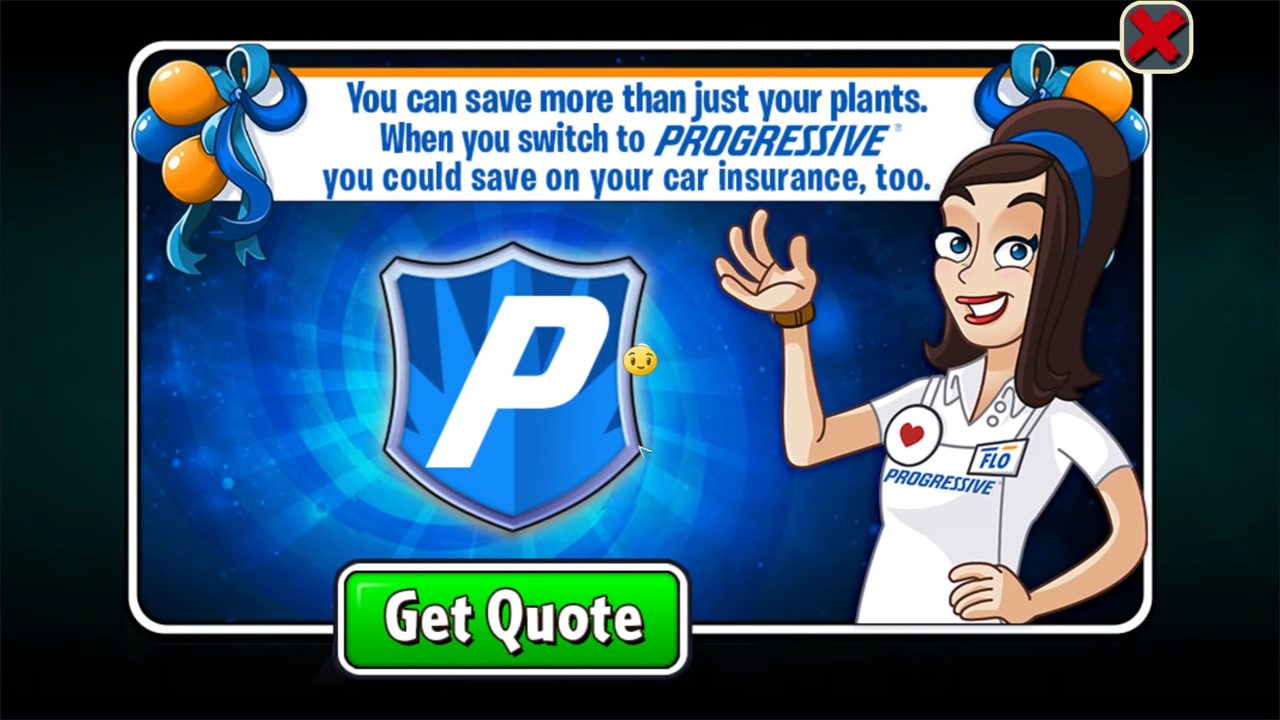 You can save more than just your plants.
When you switch to PROGRESSIVE®
you could save on your car insurance, too.
P
FLO
PROGRESSIVE
Get Quote